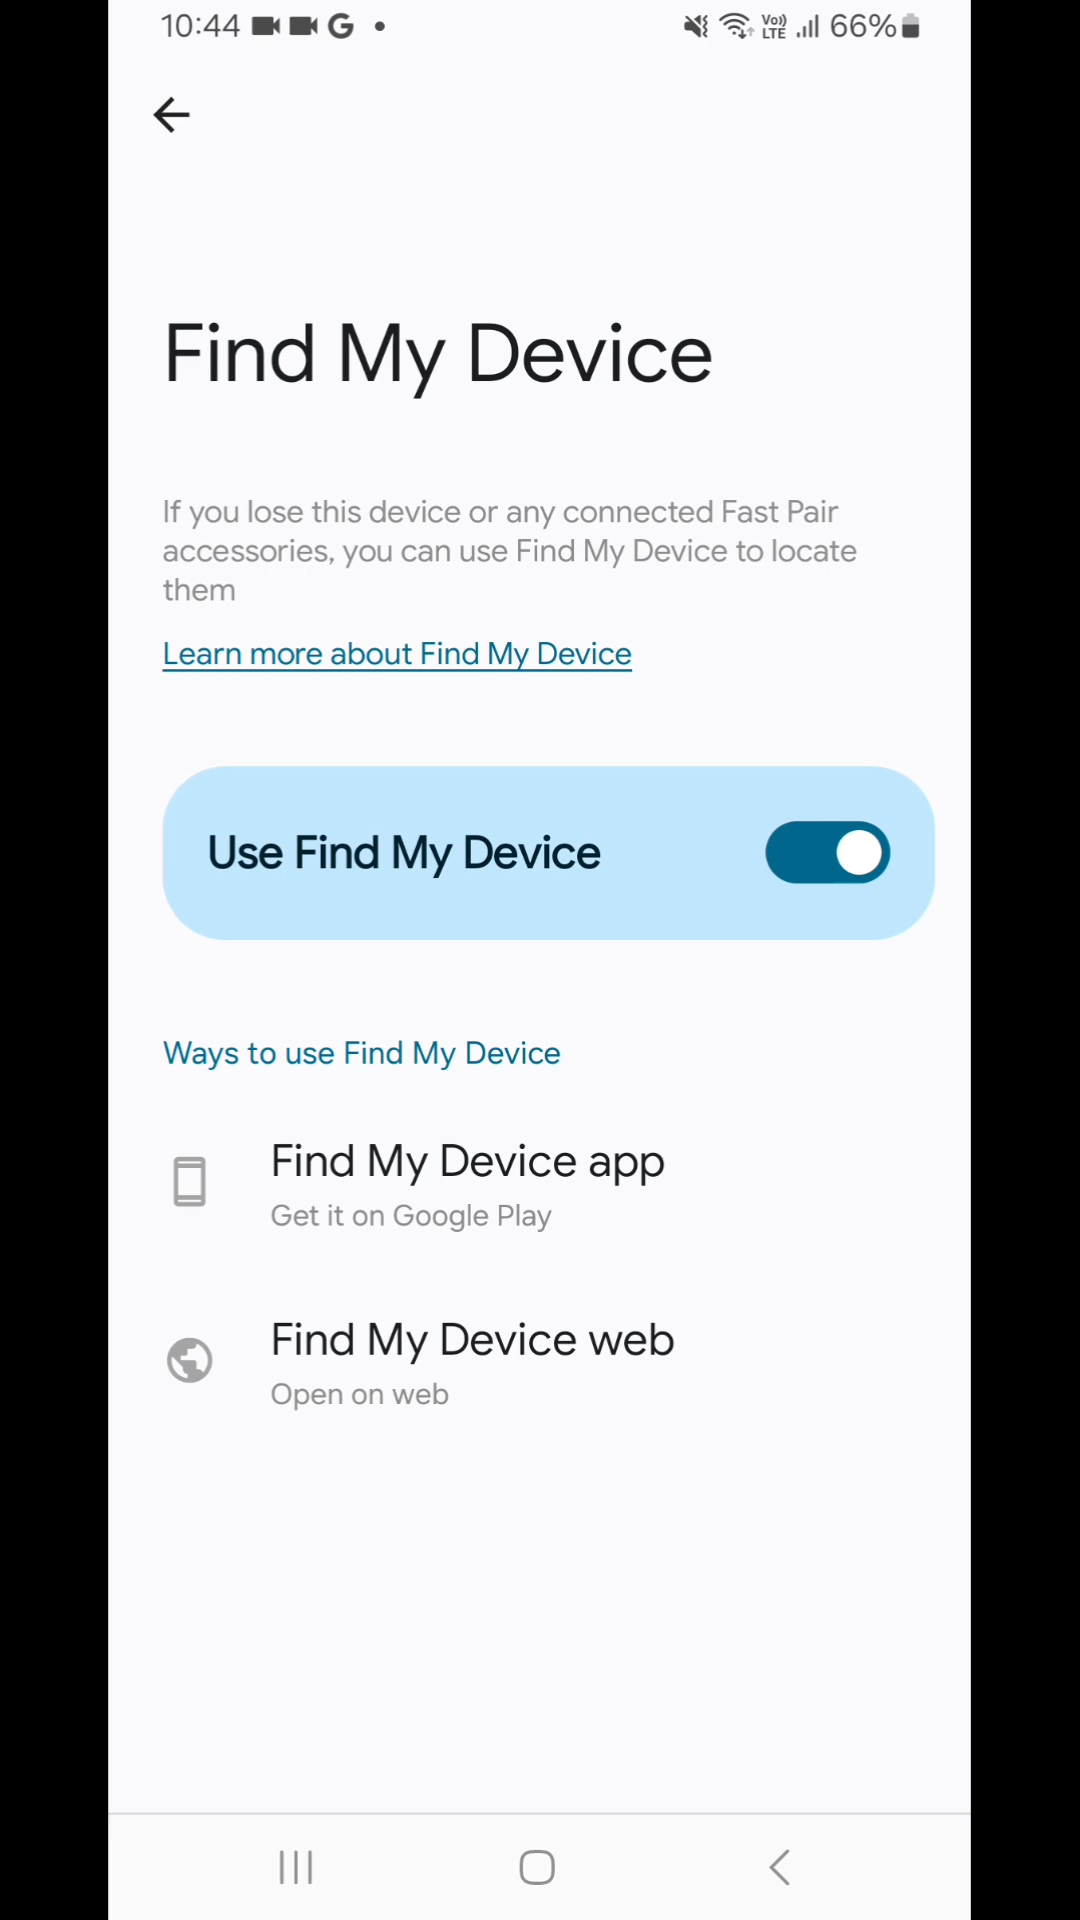 10:44 G
Vo)) LTE 66%
Find My Device
If you lose this device or any connected Fast Pair
accessories, you can use Find My Device to locate
them
Learn more about Find My Device
Use Find My Device
Ways to use Find My Device
Find My Device app
Get it on Google Play
Find My Device web
Open on web